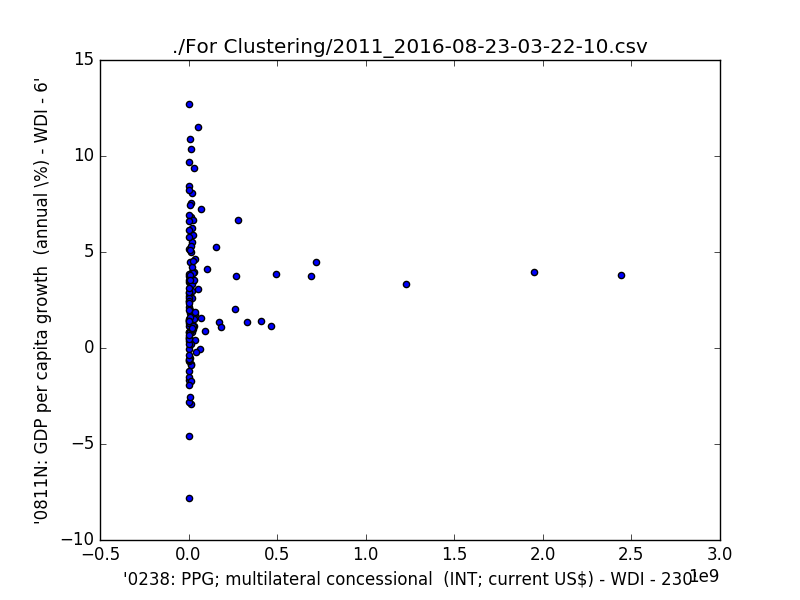 ./For Clustering/2011_2016-08-23-03-22-10.csv
15
10
5
0
−5
−10
'0811N: GDP per capita growth  (annual \%) - WDI - 6'
−0.5 0.0 0.5 1.0 1.5 2.0 2.5 3.0
1e9
'0238: PPG; multilateral concessional  (INT; current US$) - WDI - 230